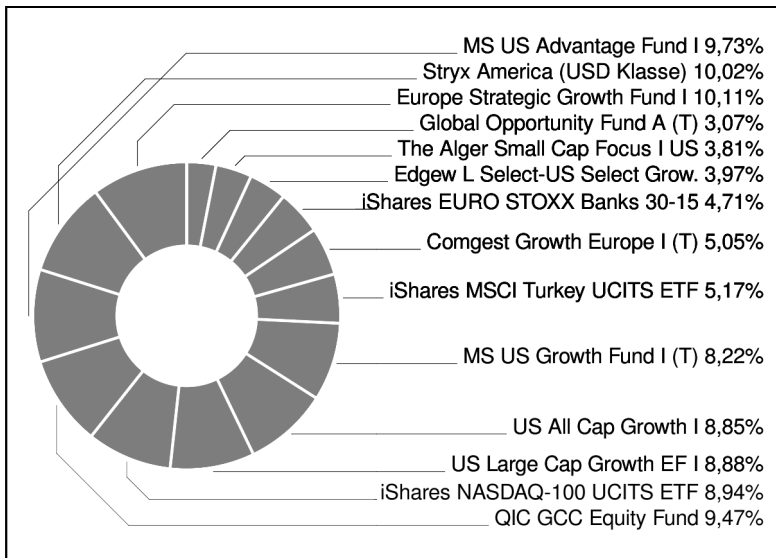 MS US Advantage Fund I 9,73%
Stryx America (USD Klasse) 10,02%
Europe Strategic Growth Fund I 10,11%
Global Opportunity Fund A (T) 3,07%
The Alger Small Cap Focus I US 3,81%
Edgew L Select-US Select Grow. 3,97%
iShares EURO STOXX Banks 30-15 4,71%
Comgest Growth Europe I (T) 5,05%
iShares MSCI Turkey UCITS ETF 5,17%
MS US Growth Fund I (T) 8,22%
US All Cap Growth I 8,85%
US Large Cap Growth EF I 8,88%
iShares NASDAQ-100 UCITS ETF 8,94%
QIC GCC Equity Fund 9,47%